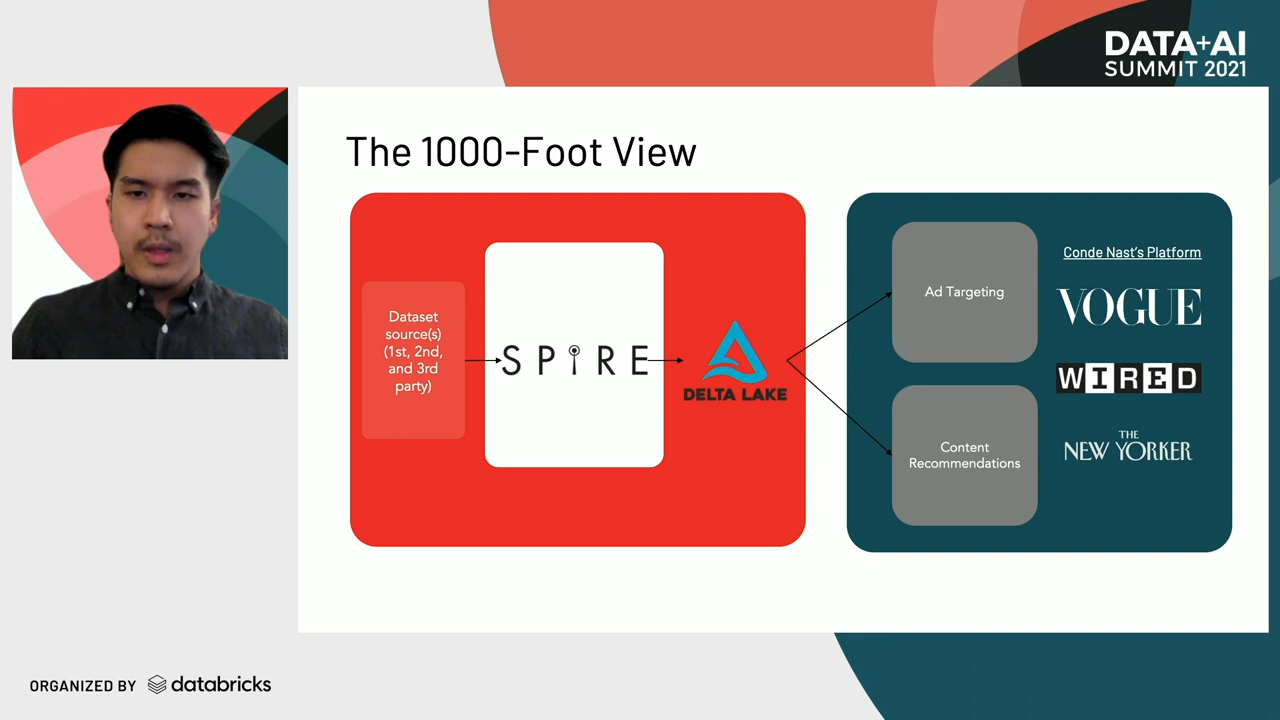 DATA+AI
SUMMIT 2021
The 1000-Foot View
Dataset
source(s)
(1st, 2nd,
and 3rd
party)
SPIRE
DELTA LAKE
Ad Targeting
Content
Recommendations
Conde Nast's Platform
VOGUE
WIRED
THE
NEW YORKER
ORGANIZED BY databricks